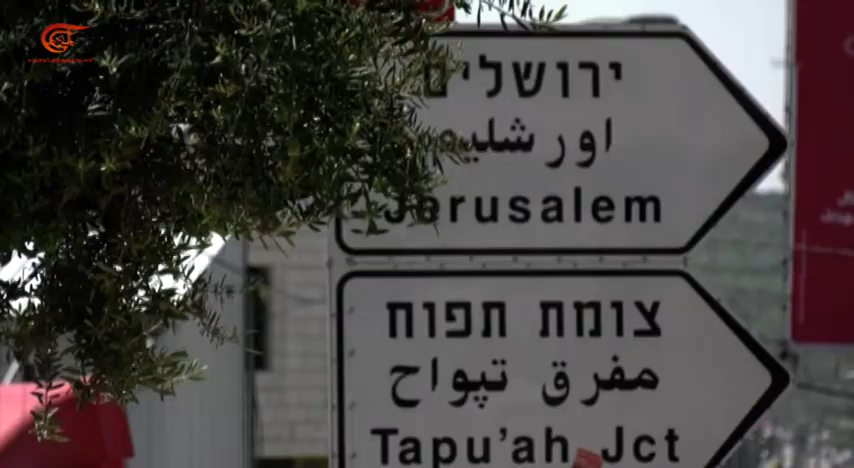 ירושלים
اورشليم
Jerusalem
צומת תפוח
مفرق تپواح
Tapu'ah Jct